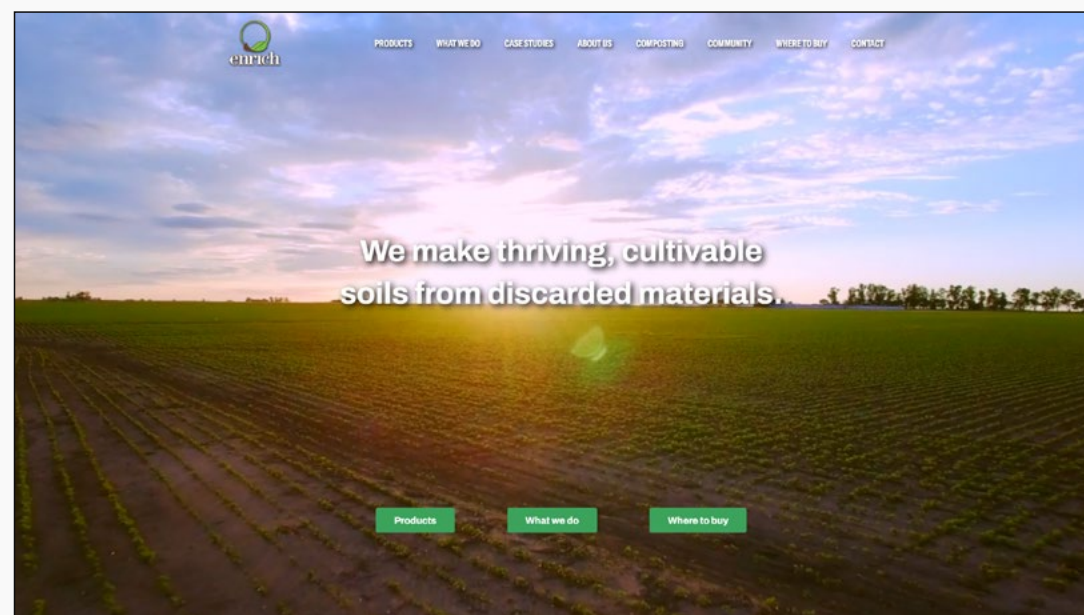 enrich
PRODUCTS WHAT WE DO CASE STUDIES ABOUT US COMPOSTING COMMUNITY WHERE TO BUY CONTACT
We make thriving, cultivable
soils from discarded materials.
Products What we do Where to buy